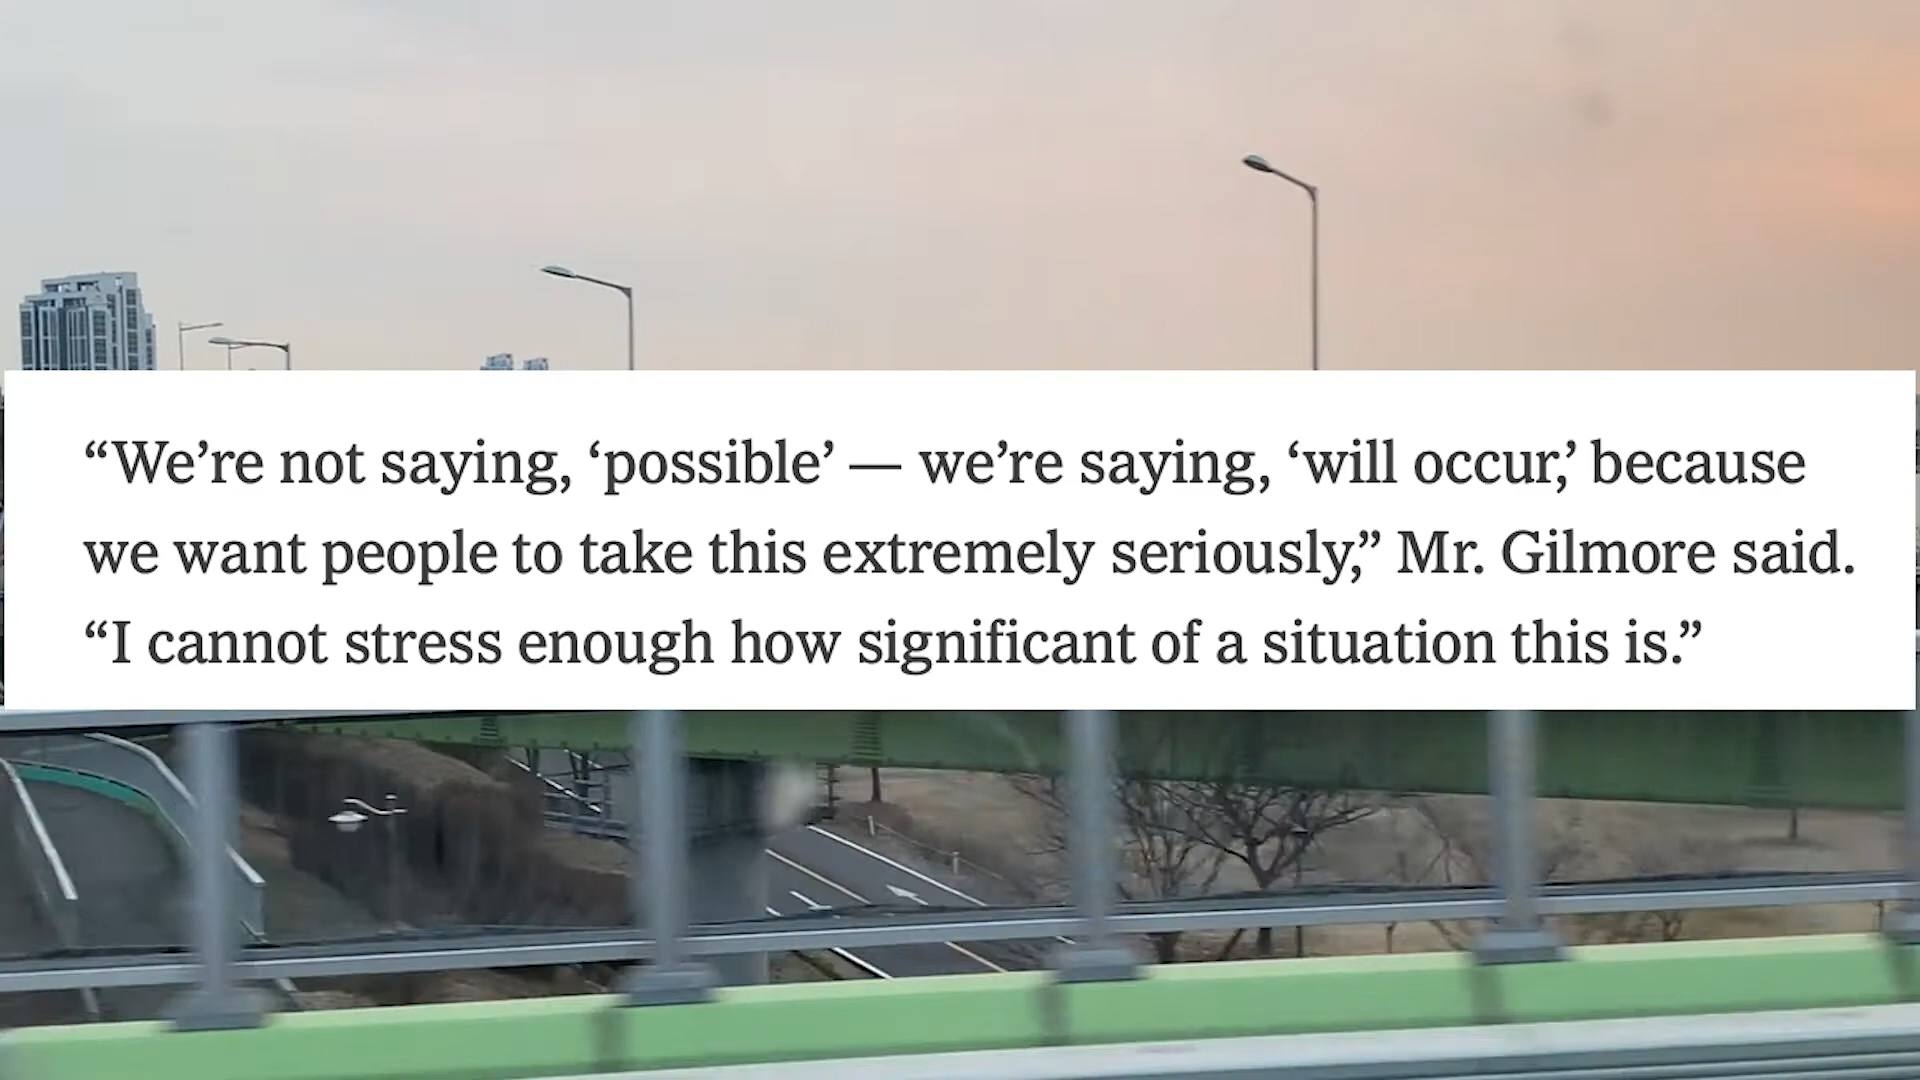 “We’re not saying, ‘possible’ — we’re saying, ‘will occur,’ because
we want people to take this extremely seriously,” Mr. Gilmore said.
“I cannot stress enough how significant of a situation this is.”